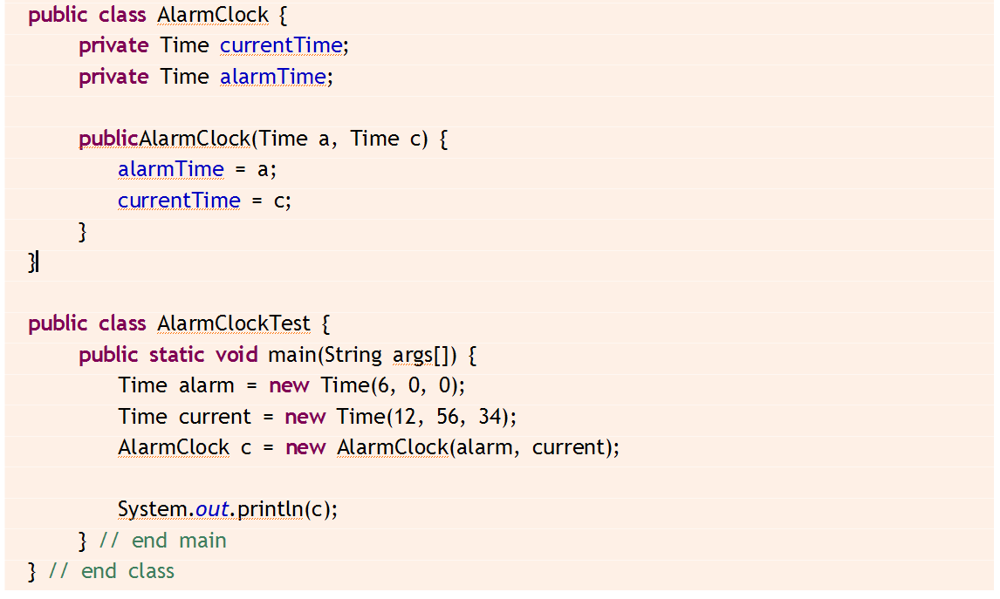 public class AlarmClock {
private Time currentTime;
private Time alarmTime;
publicAlarmClock(Time a, Time c) {
alarmTime = a;
currentTime = c;
}
}
public class AlarmClockTest {
public static void main(String args[]) {
Time alarm = new Time(6, 0, 0);
Time current = new Time(12, 56, 34);
AlarmClock c = new AlarmClock(alarm, current);
System.out.println(c);
} // end main
} // end class